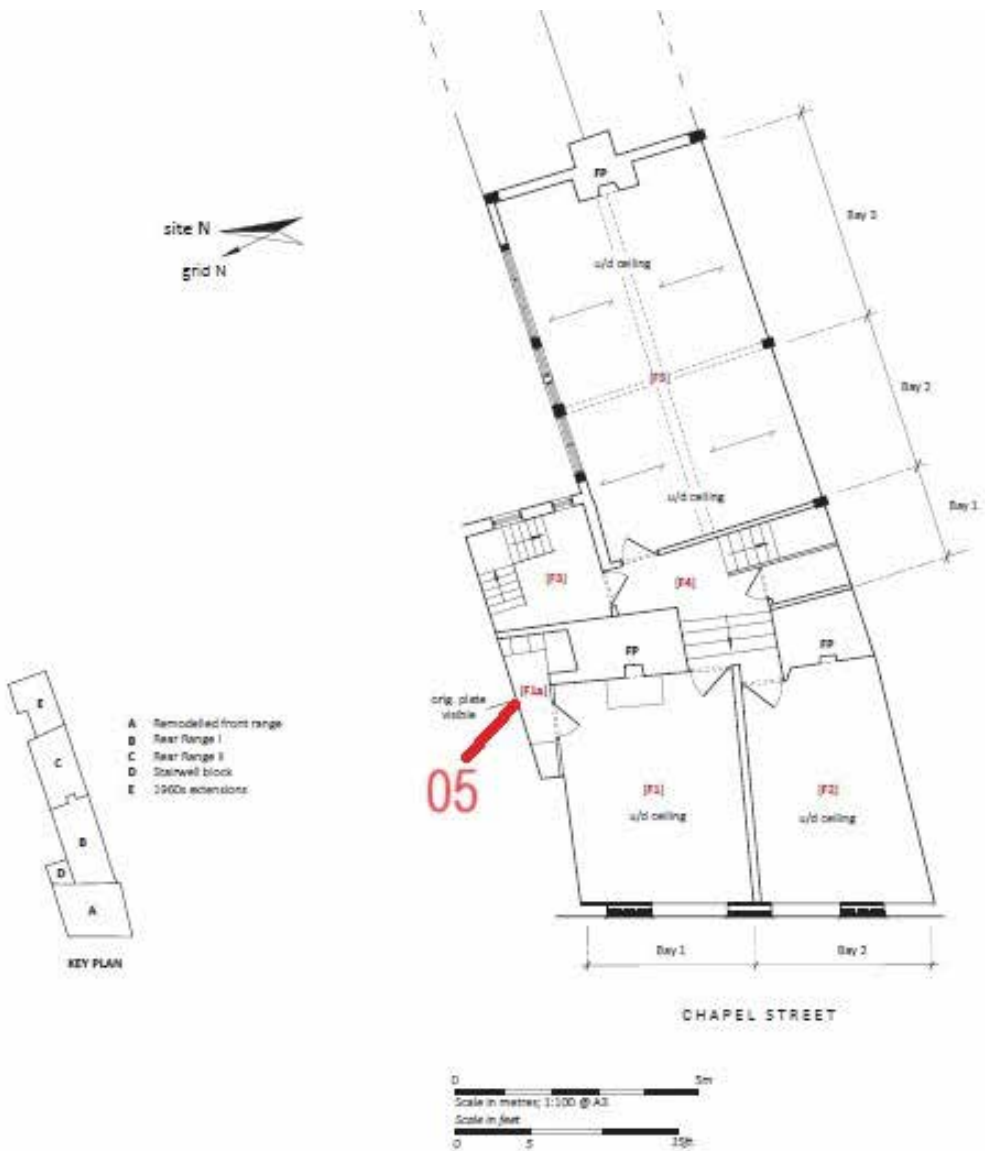 site N
grid N
FP
u/d ceiling
Bay 3
[F5]
Bay 2
u/d ceiling
Bay 1
[F3]
[F4]
FP
FP
orig. plate
visible
[F1a]
05
[F1]
u/d ceiling
[F2]
u/d ceiling
E
C
B
D
A
KEY PLAN
A Remodelled front range
B Rear Range I
C Rear Range II
D Stairwell block
E 1960s extensions
Bay 1
Bay 2
CHAPEL STREET
0 5m
Scale in metres; 1:100 @ A3
Scale in feet
0 5 15ft